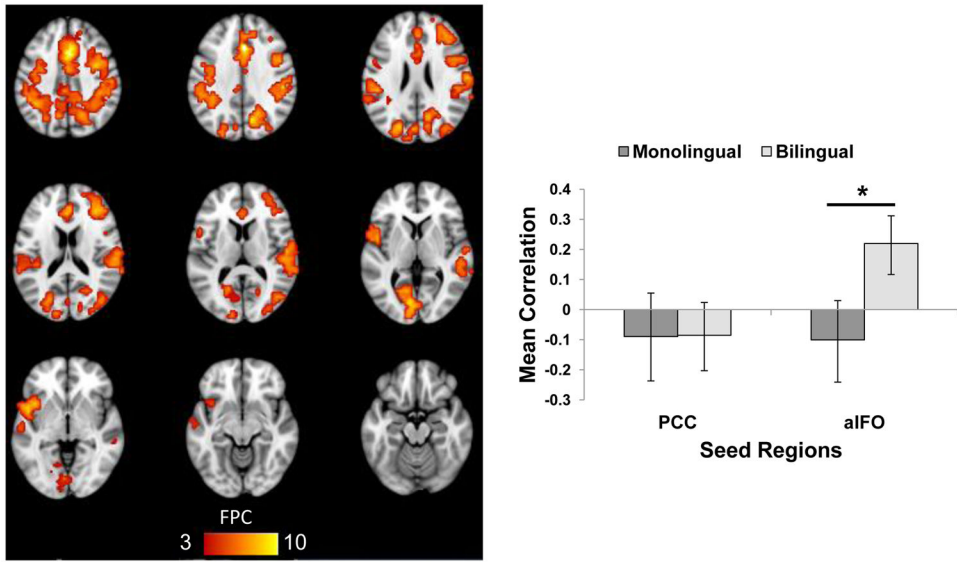 FPC
3 10
Monolingual Bilingual
*
0.4
0.3
0.2
0.1
0
-0.1
-0.2
-0.3
Mean Correlation
PCC aIFO
Seed Regions